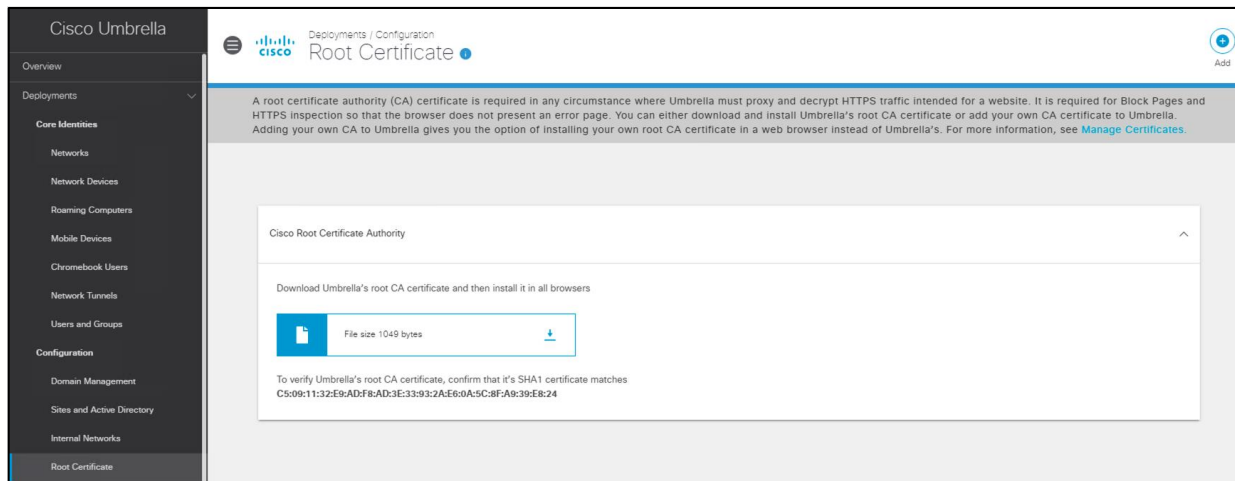 Cisco Umbrella
Overview
Deployments
Core Identities
Networks
Network Devices
Roaming Computers
Mobile Devices
Chromebook Users
Network Tunnels
Users and Groups
Configuration
Domain Management
Sites and Active Directory
Internal Networks
Root Certificate
CISCO
Deployments / Configuration
Root Certificate
Add
A root certificate authority (CA) certificate is required in any circumstance where Umbrella must proxy and decrypt HTTPS traffic intended for a website. It is required for Block Pages and
HTTPS inspection so that the browser does not present an error page. You can either download and install Umbrella's root CA certificate or add your own CA certificate to Umbrella.
Adding your own CA to Umbrella gives you the option of installing your own root CA certificate in a web browser instead of Umbrella's. For more information, see Manage Certificates.
Cisco Root Certificate Authority
Download Umbrella's root CA certificate and then install it in all browsers
File size 1049 bytes
To verify Umbrella's root CA certificate, confirm that it's SHA1 certificate matches
C5:09:11:32:E9:AD:F8:AD:3E:33:93:2A:E6:0A:5C:8F:A9:39:E8:24